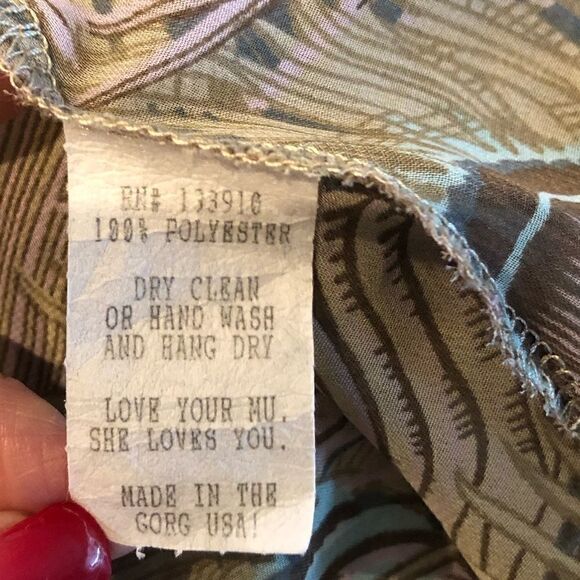 RN# 133910
100% POLYESTER
DRY CLEAN
OR HAND WASH
AND HANG DRY
LOVE YOUR MU.
SHE LOVES YOU.
MADE IN THE
GORG USA!